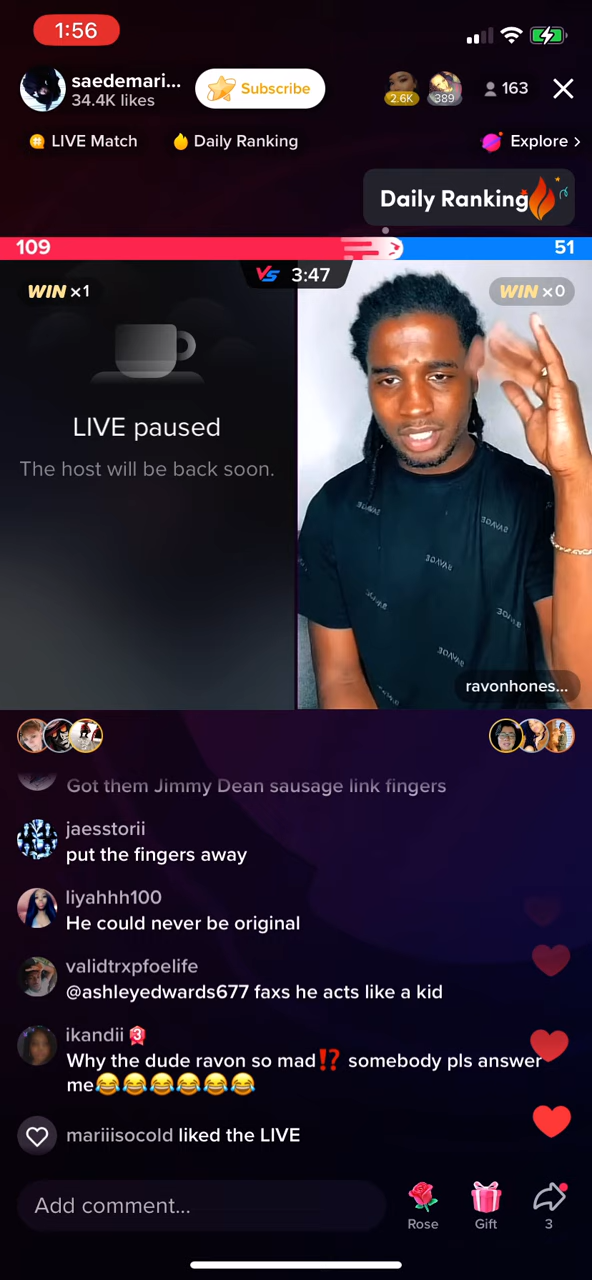 1:56
saedemari...
34.4K likes
Subscribe
2.6K
389
163
LIVE Match
Daily Ranking
Explore >
Daily Ranking
109
51
VS 3:47
WIN x1
WIN x0
LIVE paused
The host will be back soon.
ravonhones...
Got them Jimmy Dean sausage link fingers
jaesstorii
put the fingers away
liyahhh100
He could never be original
validtrxpfoelife
@ashleyedwards677 faxs he acts like a kid
ikandii 3
Why the dude ravon so mad⁉️ somebody pls answer
me😂😂😂😂😂😂
mariiisocold liked the LIVE
Add comment...
Rose
Gift
3